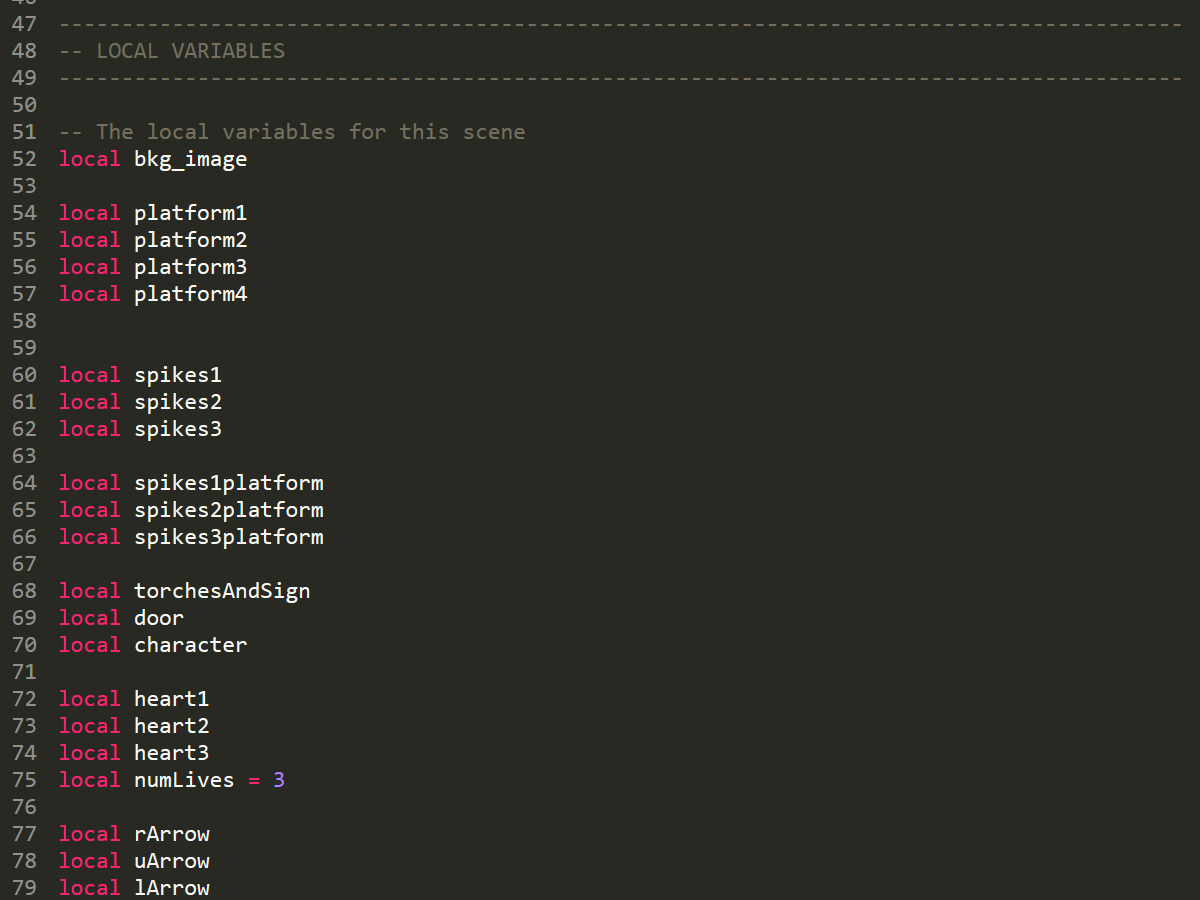 47 ------------------------------------------------------------------------------------------
48 -- LOCAL VARIABLES
49 ------------------------------------------------------------------------------------------
50
51 -- The local variables for this scene
52 local bkg_image
53
54 local platform1
55 local platform2
56 local platform3
57 local platform4
58
59
60 local spikes1
61 local spikes2
62 local spikes3
63
64 local spikes1platform
65 local spikes2platform
66 local spikes3platform
67
68 local torchesAndSign
69 local door
70 local character
71
72 local heart1
73 local heart2
74 local heart3
75 local numLives = 3
76
77 local rArrow
78 local uArrow
79 local lArrow